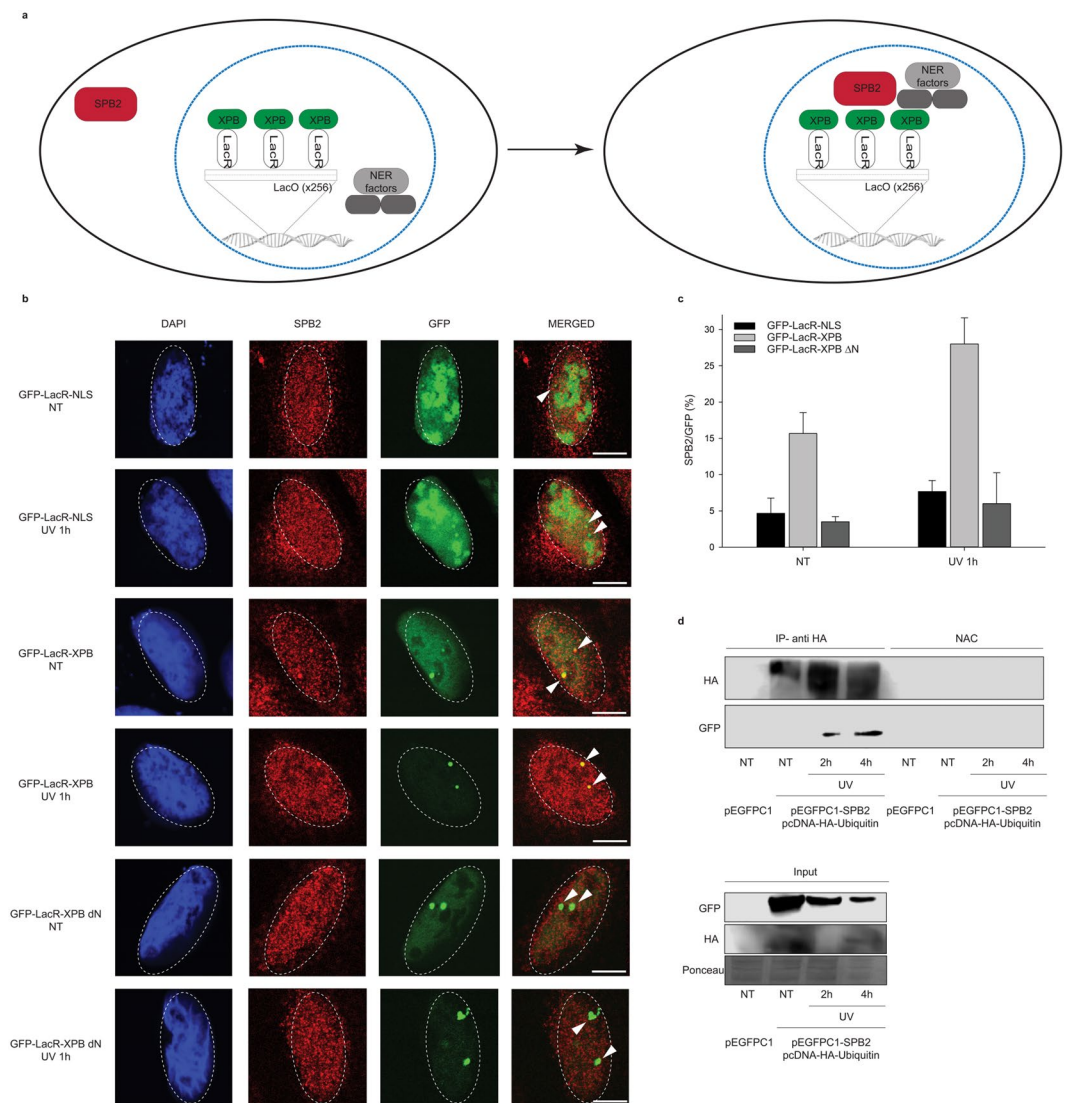 a
SPB2
XPB
XPB
XPB
LacR
LacR
LacR
LacO (x256)
NER
factors
SPB2
NER
factors
XPB
XPB
XPB
LacR
LacR
LacR
LacO (x256)
b
DAPI
SPB2
GFP
MERGED
GFP-LacR-NLS
NT
GFP-LacR-NLS
UV 1h
GFP-LacR-XPB
NT
GFP-LacR-XPB
UV 1h
GFP-LacR-XPB dN
NT
GFP-LacR-XPB dN
UV 1h
c
GFP-LacR-NLS
GFP-LacR-XPB
GFP-LacR-XPB ΔN
SPB2/GFP (%)
30
25
20
15
10
5
0
NT
UV 1h
d
IP- anti HA
NAC
HA
GFP
NT
NT
2h
4h
NT
NT
2h
4h
UV
UV
pEGFPC1
pEGFPC1-SPB2
pcDNA-HA-Ubiquitin
pEGFPC1
pEGFPC1-SPB2
pcDNA-HA-Ubiquitin
Input
GFP
HA
Ponceau
NT
NT
2h
4h
UV
pEGFPC1
pEGFPC1-SPB2
pcDNA-HA-Ubiquitin